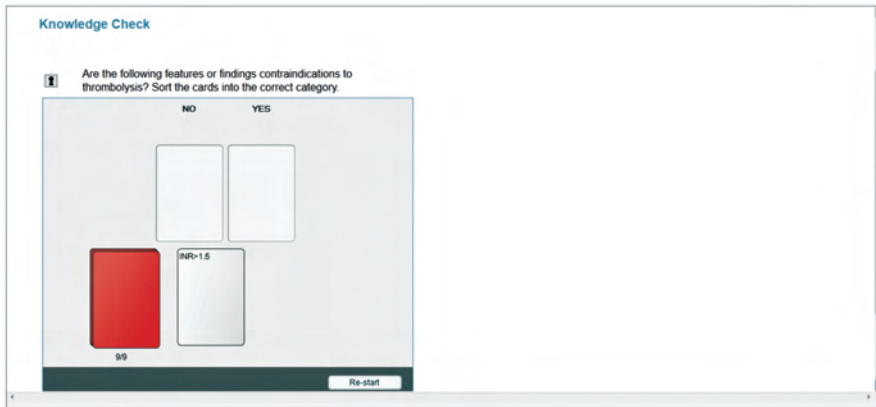 Knowledge Check
Are the following features or findings contraindications to
thrombolysis? Sort the cards into the correct category.
NO YES
INR>1.5
9/9
Re-start